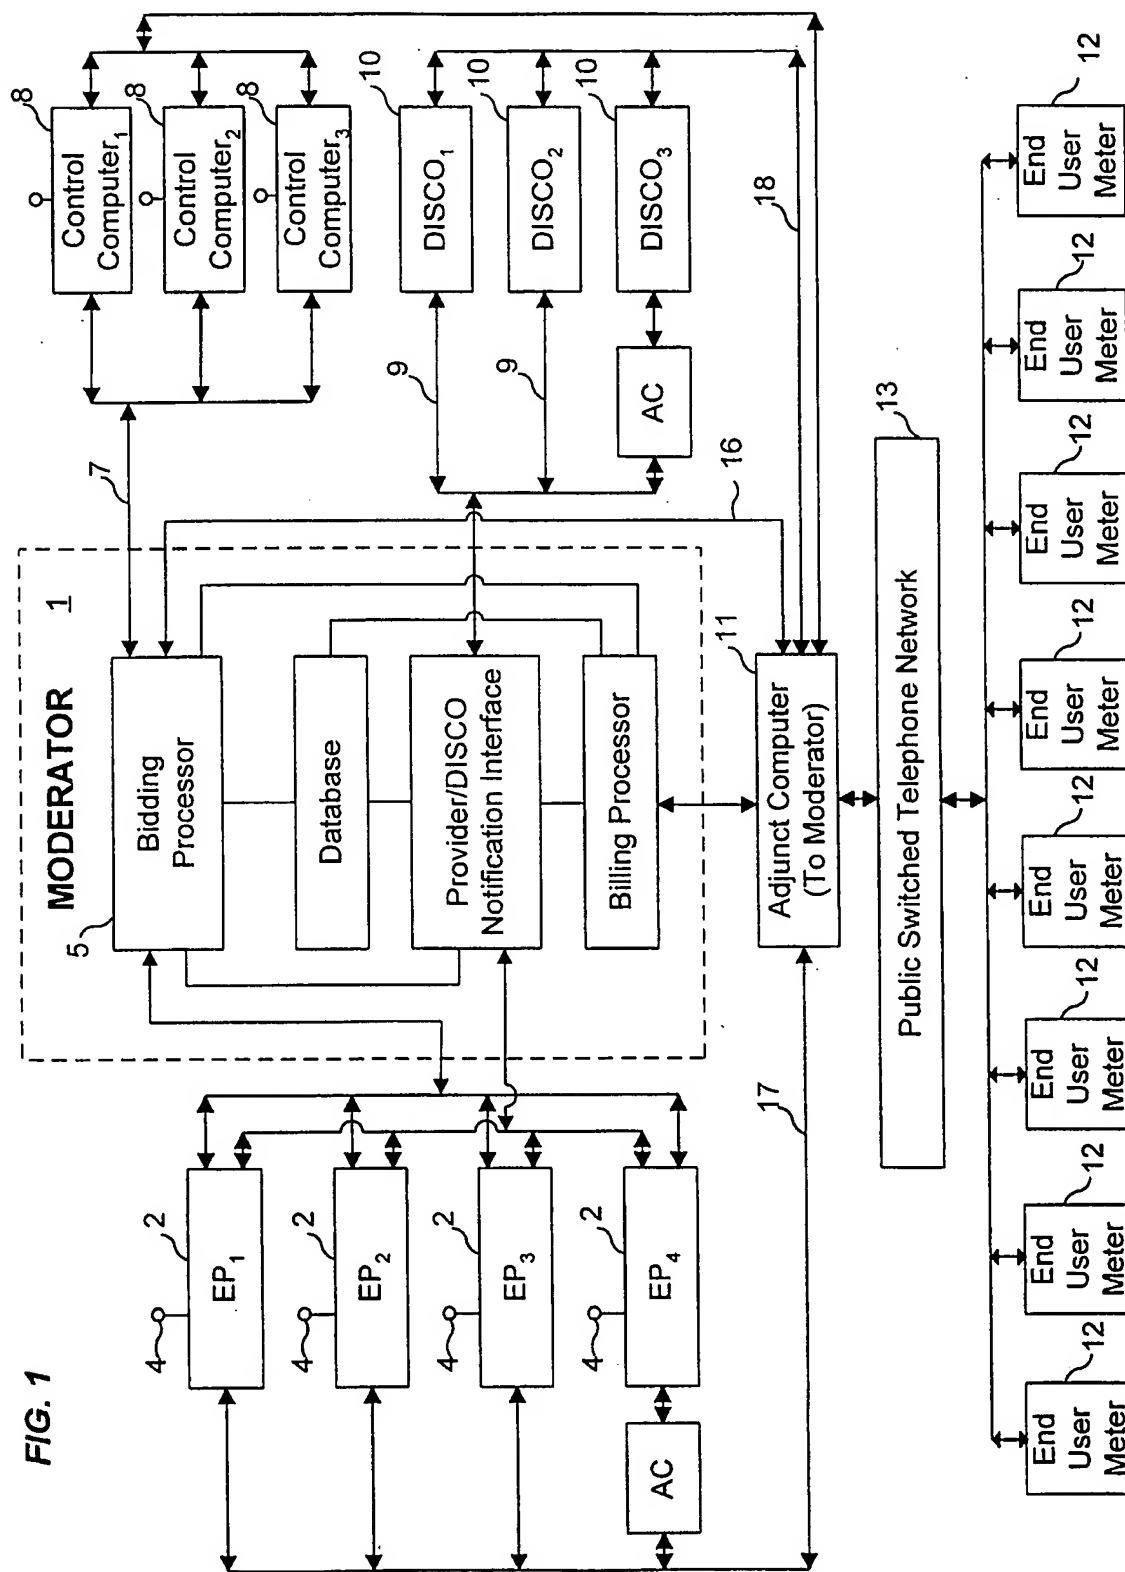 FIG. 1
4
2
EP1
4
2
EP2
4
2
EP3
4
2
EP4
AC
17
MODERATOR
1
5
Bidding
Processor
Database
Provider/DISCO
Notification Interface
Billing Processor
7
8
Control
Computer1
8
Control
Computer2
8
Control
Computer3
9
9
10
DISCO1
10
DISCO2
10
DISCO3
AC
16
18
11
Adjunct Computer
(To Moderator)
13
Public Switched Telephone Network
12
End
User
Meter
12
End
User
Meter
12
End
User
Meter
12
End
User
Meter
12
End
User
Meter
12
End
User
Meter
12
End
User
Meter
12
End
User
Meter